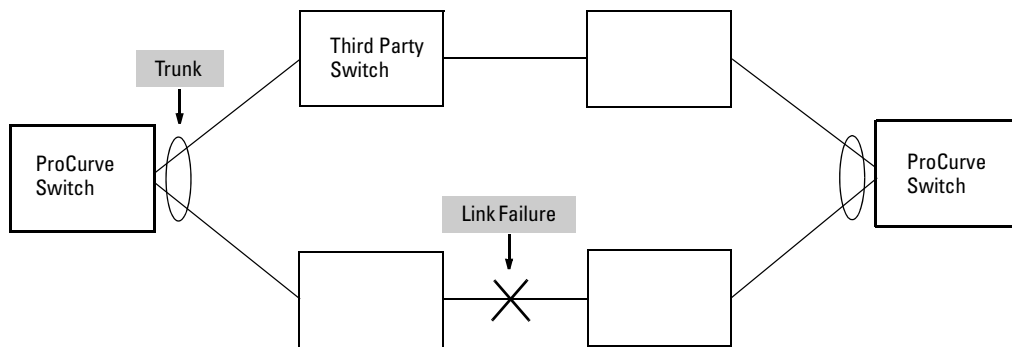 Third Party
Switch
Trunk
ProCurve
Switch
ProCurve
Switch
Link Failure